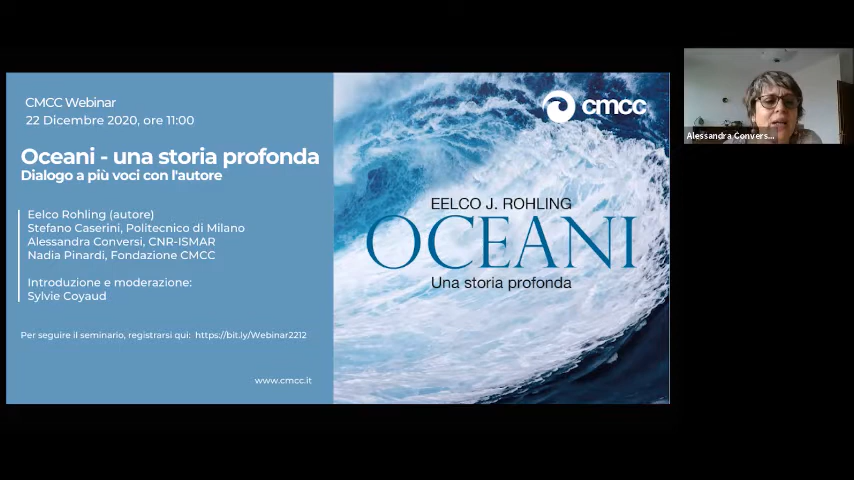 CMCC Webinar
22 Dicembre 2020, ore 11:00
Oceani - una storia profonda
Dialogo a più voci con l'autore
Eelco Rohling (autore)
Stefano Caserini, Politecnico di Milano
Alessandra Conversi, CNR-ISMAR
Nadia Pinardi, Fondazione CMCC
Introduzione e moderazione:
Sylvie Coyaud
Per seguire il seminario, registrarsi qui: https://bit.ly/Webinar2212
www.cmcc.it
cmcc
EELCO J. ROHLING
OCEANI
Una storia profonda
Alessandra Convers...